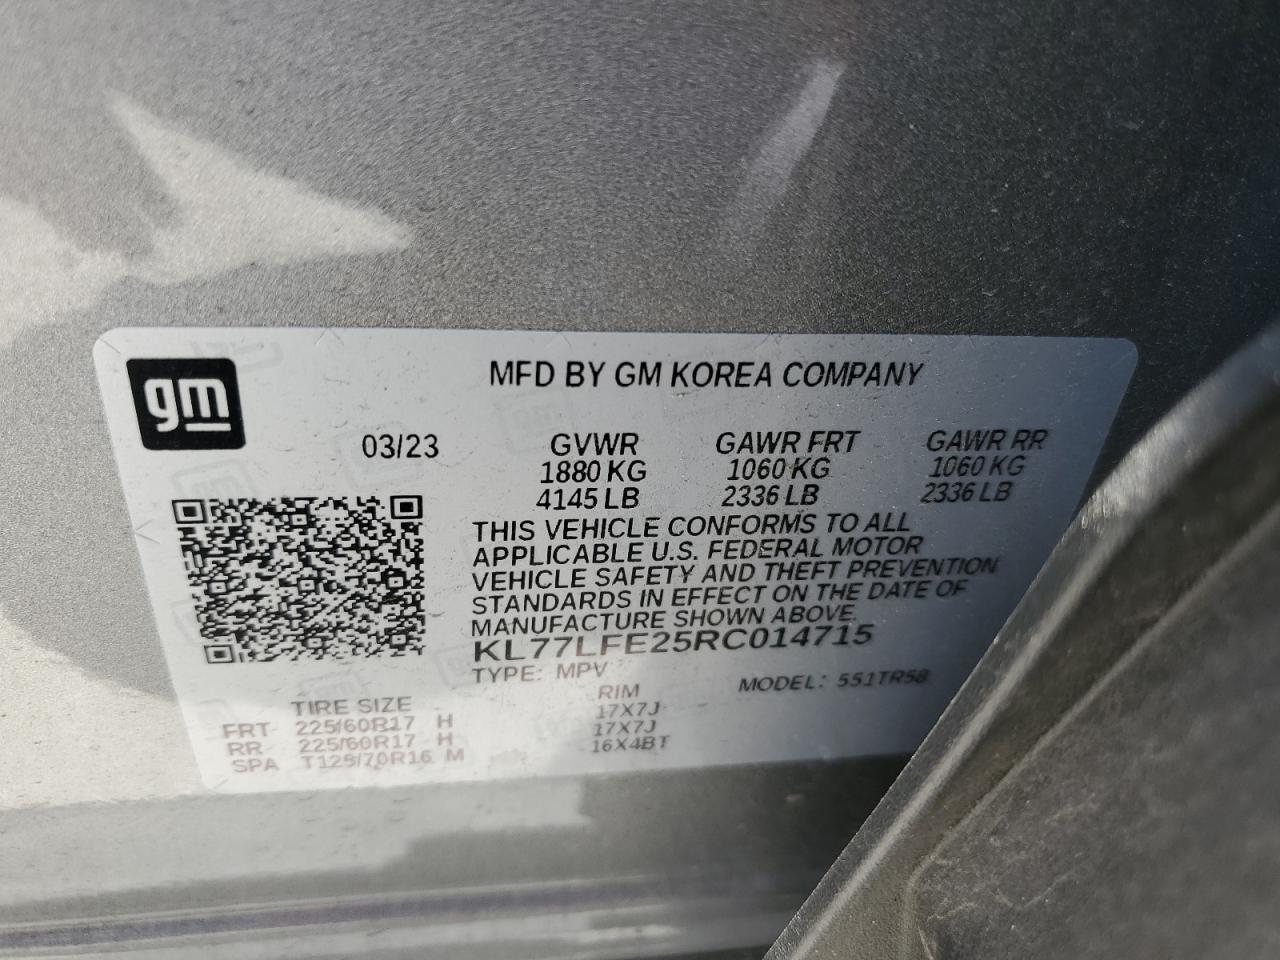 gm
MFD BY GM KOREA COMPANY
03/23 GVWR GAWR FRT GAWR RR
1880 KG 1060 KG 1060 KG
4145 LB 2336 LB 2336 LB
THIS VEHICLE CONFORMS TO ALL
APPLICABLE U.S. FEDERAL MOTOR
VEHICLE SAFETY AND THEFT PREVENTION
STANDARDS IN EFFECT ON THE DATE OF
MANUFACTURE SHOWN ABOVE.
KL77LFE25RC014715
TYPE: MPV MODEL: 551TR58
TIRE SIZE RIM
FRT 225/60R17 H 17X7J
RR 225/60R17 H 17X7J
SPA T125/70R16 M 16X4BT